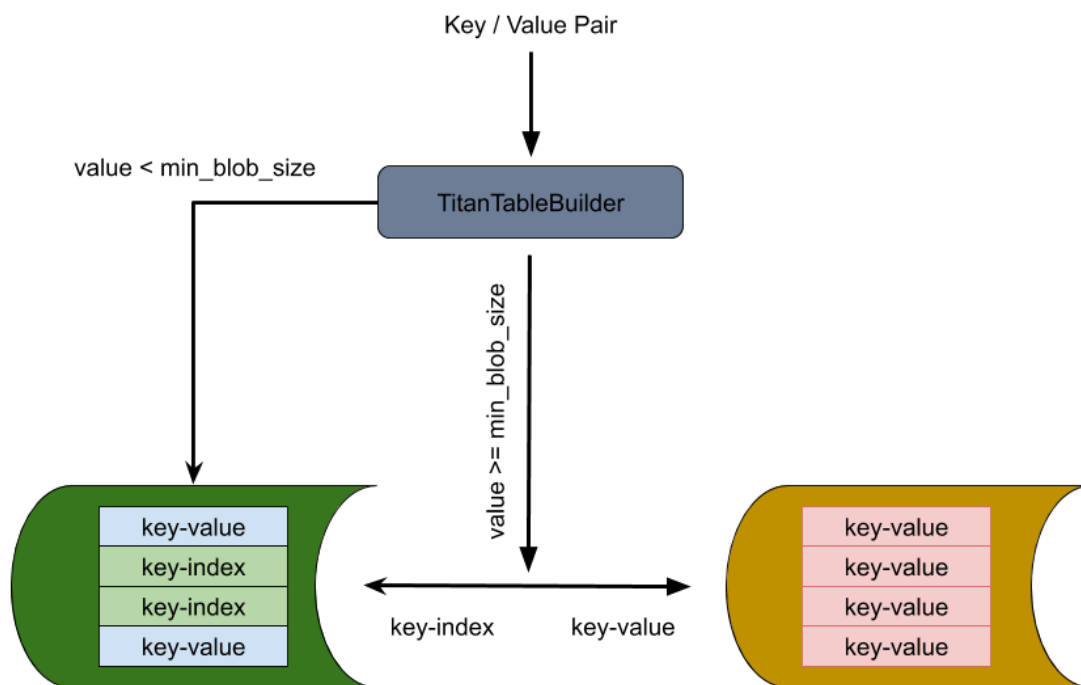 Key / Value Pair
value < min_blob_size
TitanTableBuilder
value >= min_blob_size
key-value
key-index
key-index
key-value
key-index
key-value
key-value
key-value
key-value
key-value